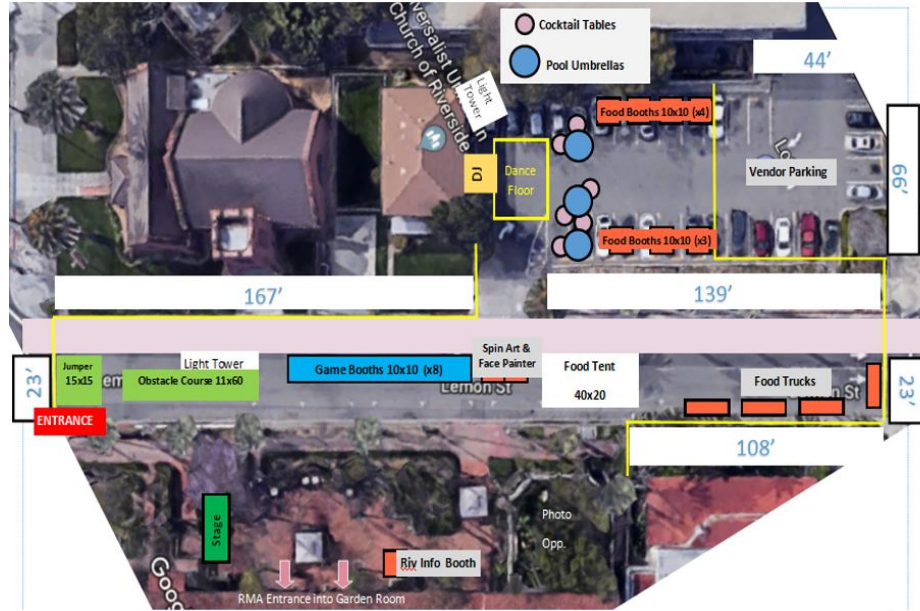 Cocktail Tables
Pool Umbrellas
44'
Light
Tower
Church of Riverside
Food Booths 10x10 (x4)
DJ
Dance
Floor
Vendor Parking
66'
Food Booths 10x10 (x3)
167'
139'
23'
Jumper
15x15
Light Tower
Obstacle Course 11x60
Game Booths 10x10 (x8)
Spin Art &
Face Painter
Lemon St
Food Tent
40x20
Food Trucks
23'
ENTRANCE
108'
Stage
Photo
Opp.
Riv Info Booth
RMA Entrance into Garden Room